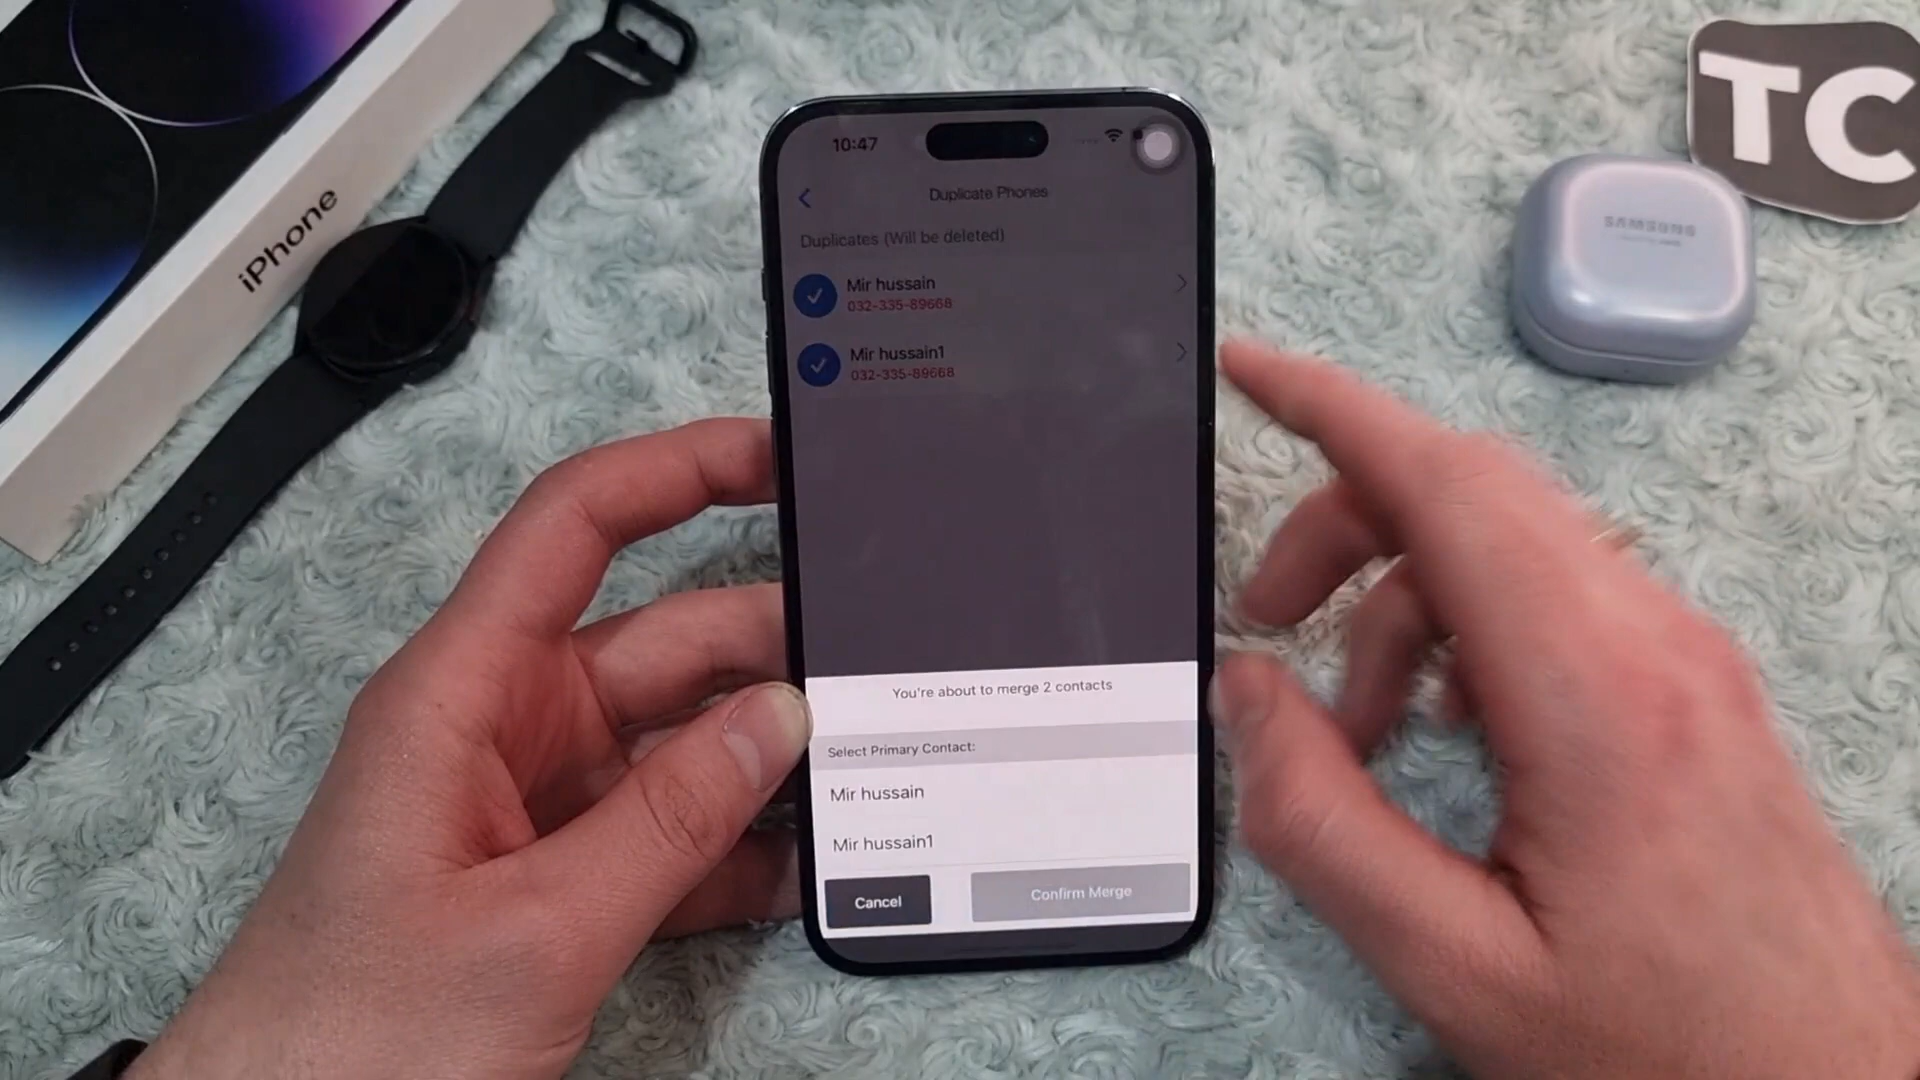 TC
iPhone
SAMSUNG
10:47
Duplicate Phones
Duplicates (Will be deleted)
Mir hussain
032-335-89668
Mir hussain1
032-335-89668
You're about to merge 2 contacts
Select Primary Contact:
Mir hussain
Mir hussain1
Cancel
Confirm Merge